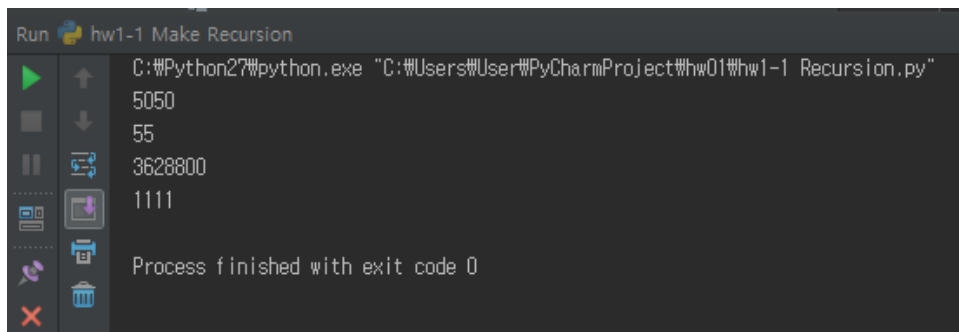 Run hw1-1 Make Recursion
C:₩Python27₩python.exe "C:₩Users₩User₩PyCharmProject₩hw01₩hw1-1 Recursion.py"
5050
55
3628800
1111
Process finished with exit code 0